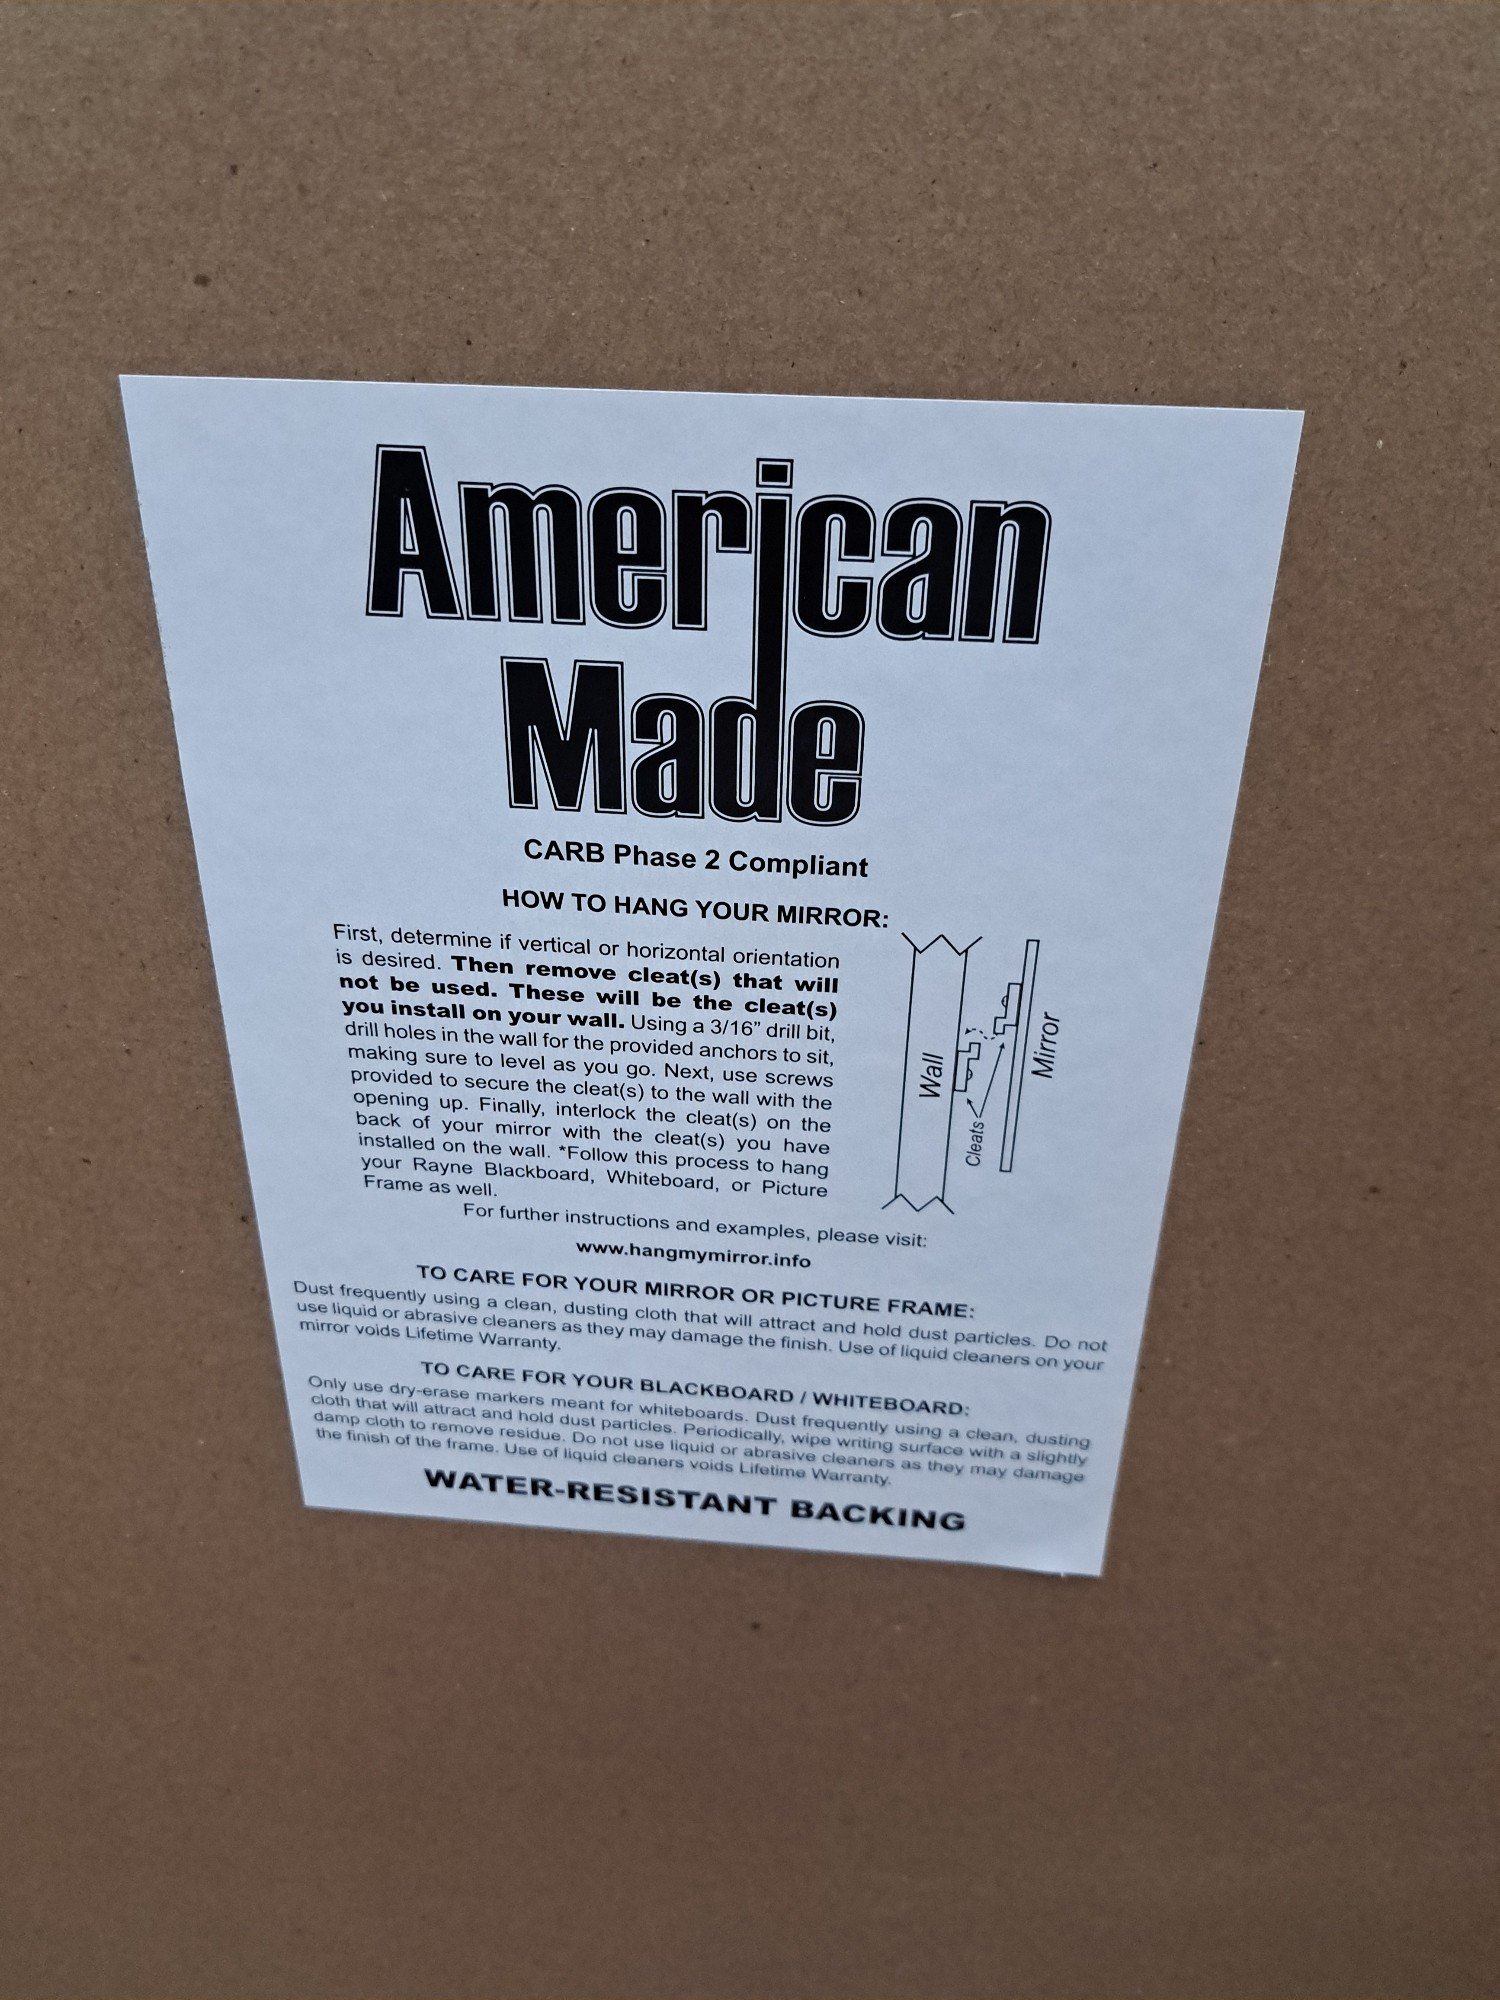 American
Made
CARB Phase 2 Compliant
HOW TO HANG YOUR MIRROR:
First, determine if vertical or horizontal orientation
is desired. Then remove cleat(s) that will
not be used. These will be the cleat(s)
you install on your wall. Using a 3/16” drill bit,
drill holes in the wall for the provided anchors to sit,
making sure to level as you go. Next, use screws
provided to secure the cleat(s) to the wall with the
opening up. Finally, interlock the cleat(s) on the
back of your mirror with the cleat(s) you have
installed on the wall. *Follow this process to hang
your Rayne Blackboard, Whiteboard, or Picture
Frame as well.
Wall
Cleats
Mirror
For further instructions and examples, please visit:
www.hangmymirror.info
TO CARE FOR YOUR MIRROR OR PICTURE FRAME:
Dust frequently using a clean, dusting cloth that will attract and hold dust particles. Do not
use liquid or abrasive cleaners as they may damage the finish. Use of liquid cleaners on your
mirror voids Lifetime Warranty.
TO CARE FOR YOUR BLACKBOARD / WHITEBOARD:
Only use dry-erase markers meant for whiteboards. Dust frequently using a clean, dusting
cloth that will attract and hold dust particles. Periodically, wipe writing surface with a slightly
damp cloth to remove residue. Do not use liquid or abrasive cleaners as they may damage
the finish of the frame. Use of liquid cleaners voids Lifetime Warranty.
WATER-RESISTANT BACKING